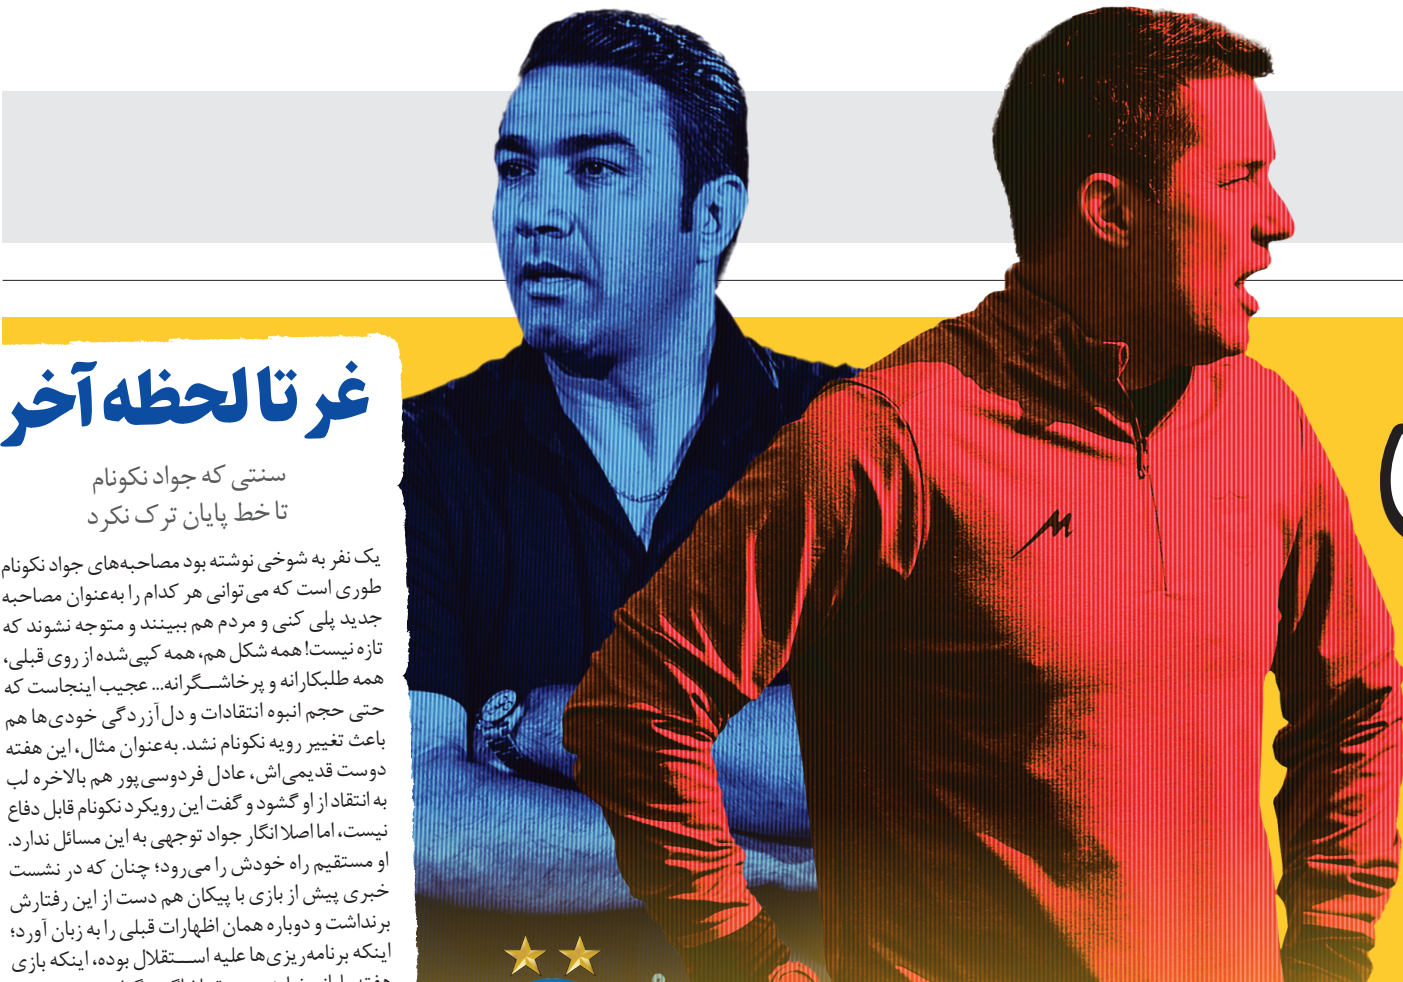 غر تا لحظه آخر
سنتی که جواد نکونام
تا خط پایان ترک نکرد
یک نفر به شوخی نوشته بود مصاحبه‌های جواد نکونام
طوری است که می‌توانی هر کدام را به‌عنوان مصاحبه
جدید پلی کنی و مردم هم ببینند و متوجه نشوند که
تازه نیست! همه شکل هم، همه کپی‌شده از روی قبلی،
همه طلبکارانه و پرخاشگرانه... عجیب اینجاست که
حتی حجم انبوه انتقادات و دل‌آزردگی خودی‌ها هم
باعث تغییر رویه نکونام نشد. به‌عنوان مثال، این هفته
دوست قدیمی‌اش، عادل فردوسی‌پور هم بالاخره لب
به انتقاد از او گشود و گفت این رویکرد نکونام قابل دفاع
نیست، اما اصلا انگار جواد توجهی به این مسائل ندارد.
او مستقیم راه خودش را می‌رود؛ چنان که در نشست
خبری پیش از بازی با پیکان هم دست از این رفتارش
برنداشت و دوباره همان اظهارات قبلی را به زبان آورد؛
اینکه برنامه‌ریزی‌ها علیه استقلال بوده، اینکه بازی